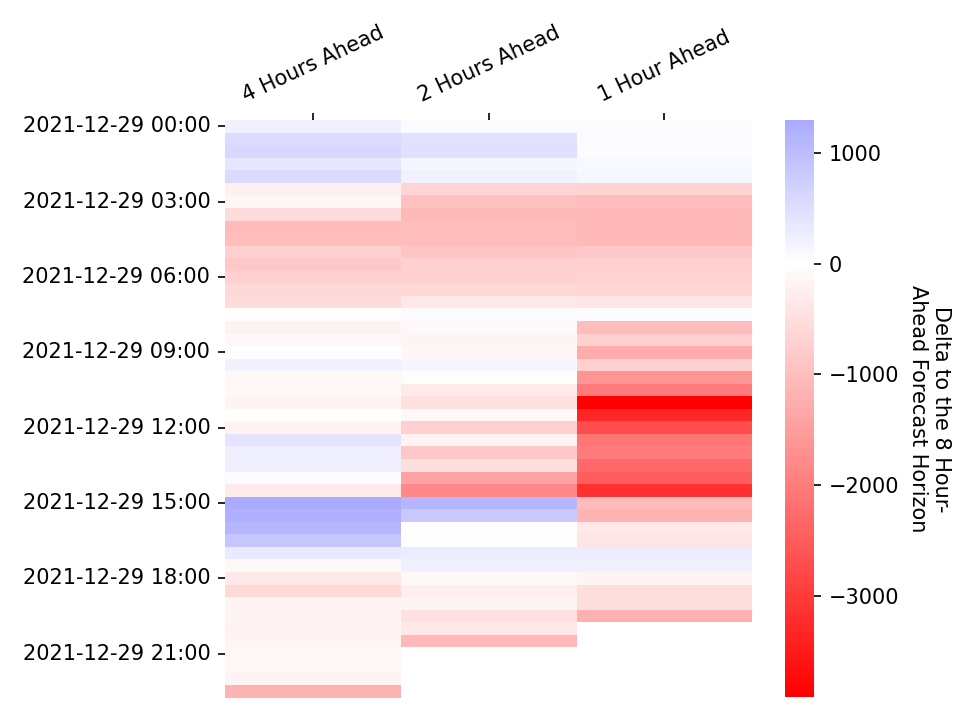 4 Hours Ahead
2 Hours Ahead
1 Hour Ahead
2021-12-29 00:00
2021-12-29 03:00
2021-12-29 06:00
2021-12-29 09:00
2021-12-29 12:00
2021-12-29 15:00
2021-12-29 18:00
2021-12-29 21:00
1000
0
−1000
−2000
−3000
Delta to the 8 Hour-
Ahead Forecast Horizon